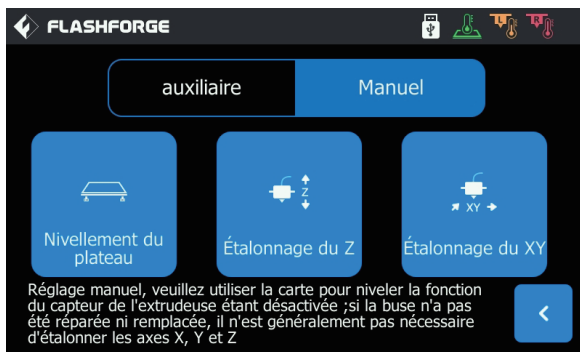 FLASHFORGE
L R
auxiliaire Manuel
Z
XY
Nivellement du
plateau
Étalonnage du Z
Étalonnage du XY
Réglage manuel, veuillez utiliser la carte pour niveler la fonction
du capteur de l'extrudeuse étant désactivée ;si la buse n'a pas
été réparée ni remplacée, il n'est généralement pas nécessaire
d'étalonner les axes X, Y et Z